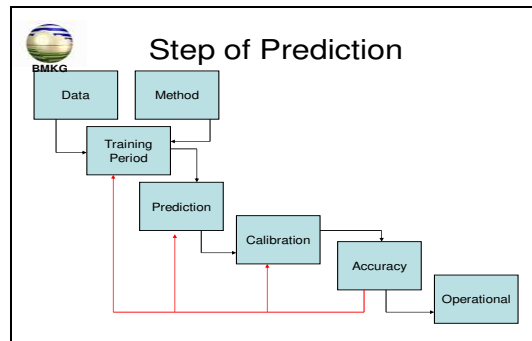 Step of Prediction
BMKG
Data
Method
Training
Period
Prediction
Calibration
Accuracy
Operational